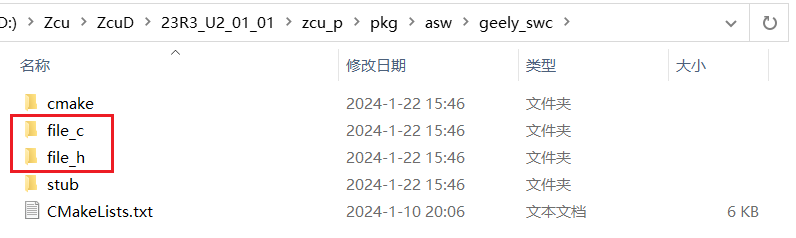 D:) › Zcu › ZcuD › 23R3_U2_01_01 › zcu_p › pkg › asw › geely_swc ›
名称 修改日期 类型 大小
cmake 2024-1-22 15:46 文件夹
file_c 2024-1-22 15:46 文件夹
file_h 2024-1-22 15:46 文件夹
stub 2024-1-22 15:46 文件夹
CMakeLists.txt 2024-1-10 20:06 文本文档 6 KB